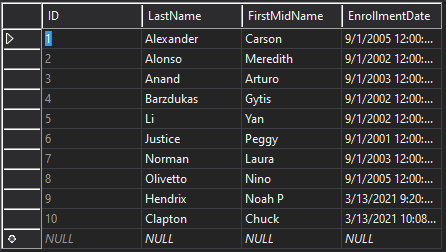 ID LastName FirstMidName EnrollmentDate
1 Alexander Carson 9/1/2005 12:00:...
2 Alonso Meredith 9/1/2002 12:00:...
3 Anand Arturo 9/1/2003 12:00:...
4 Barzdukas Gytis 9/1/2002 12:00:...
5 Li Yan 9/1/2002 12:00:...
6 Justice Peggy 9/1/2001 12:00:...
7 Norman Laura 9/1/2003 12:00:...
8 Olivetto Nino 9/1/2005 12:00:...
9 Hendrix Noah P 3/13/2021 9:20:...
10 Clapton Chuck 3/13/2021 10:08...
NULL NULL NULL NULL